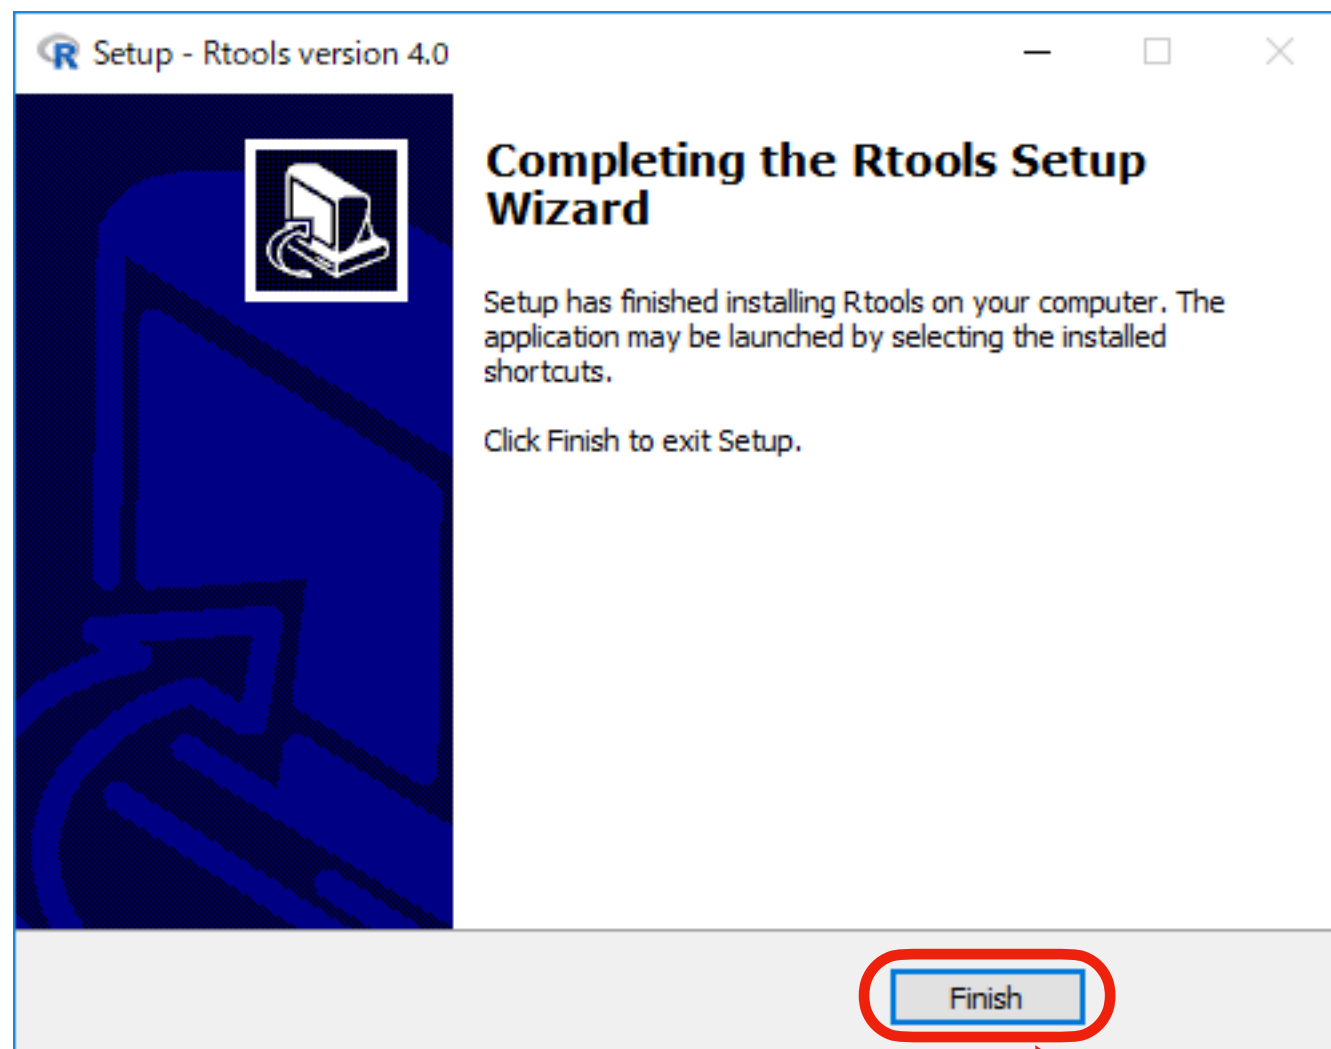 Setup - Rtools version 4.0
Completing the Rtools Setup
Wizard
Setup has finished installing Rtools on your computer. The
application may be launched by selecting the installed
shortcuts.
Click Finish to exit Setup.
Finish